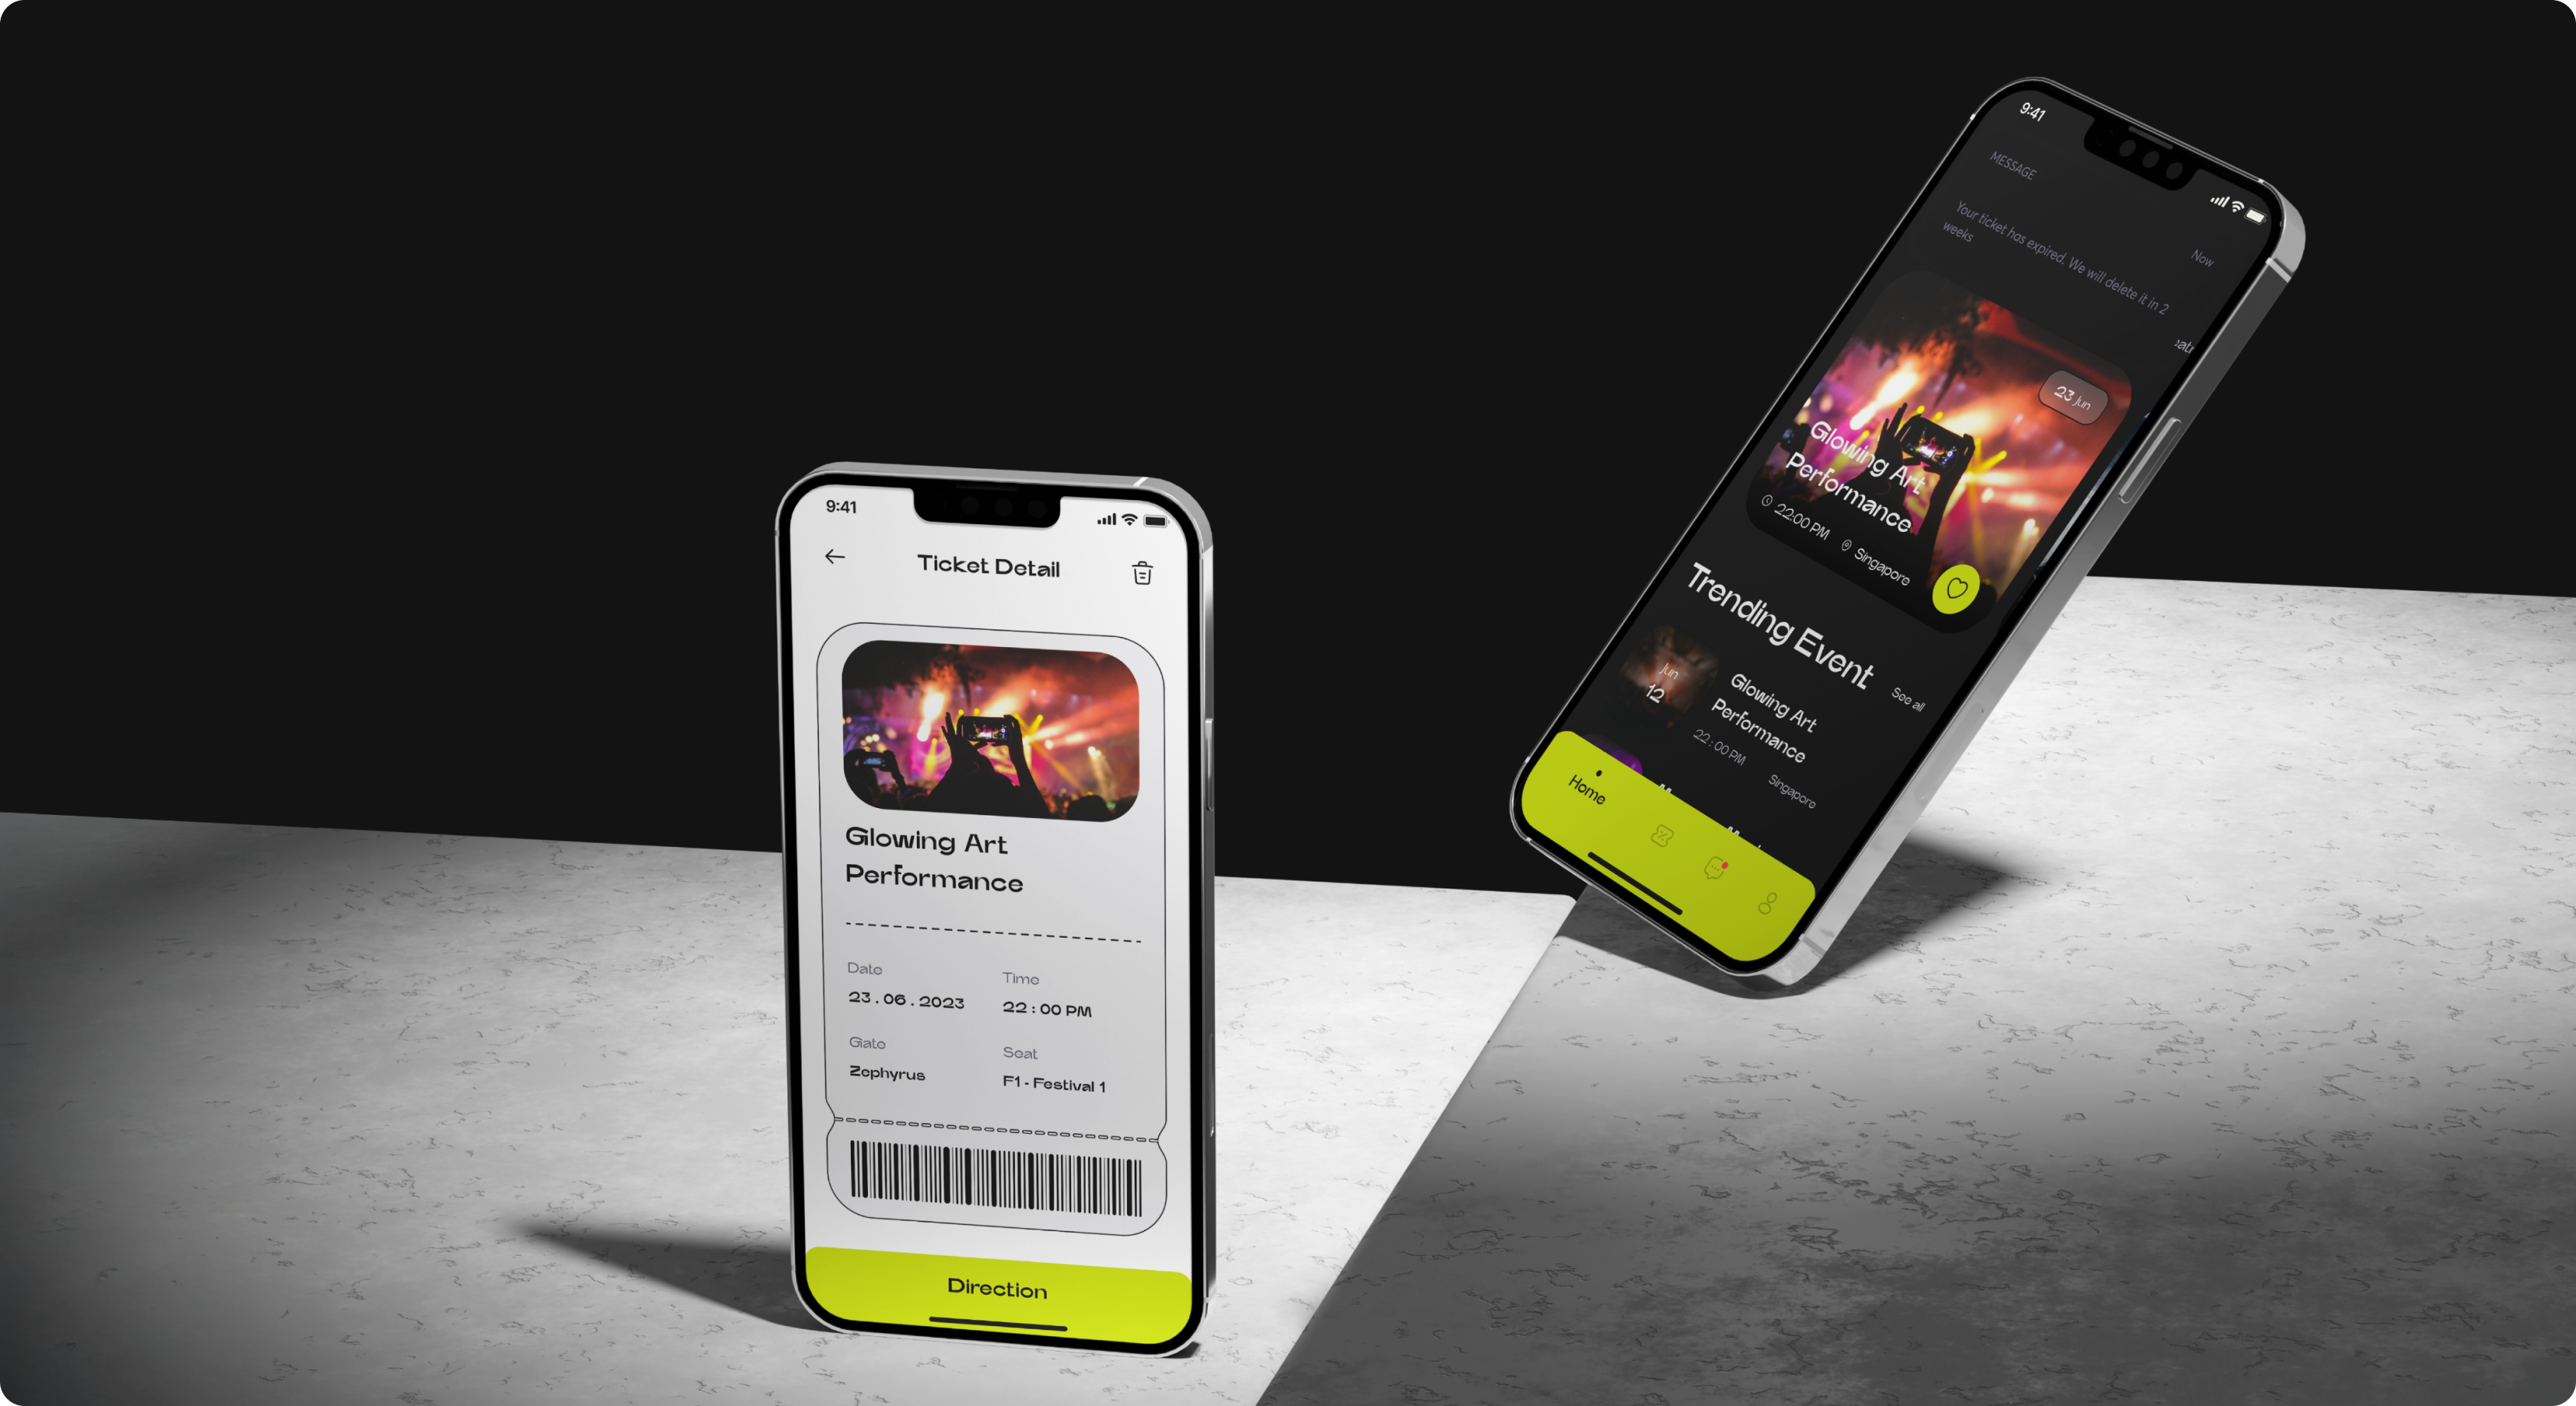 9:41
Ticket Detail
Glowing Art
Performance
Date
Time
23 . 06 . 2023
22 : 00 PM
Giate
Seat
Zephyrus
F1 - Festival 1
Direction
9:41
MESSAGE
Now
Your ticket has expired. We will delete it in 2
weeks
23 Jun
Glowing Art
Performance
22:00 PM
Singapore
Trending Event
See all
Jun
12
Glowing Art
Performance
22 : 00 PM
Singapore
Home